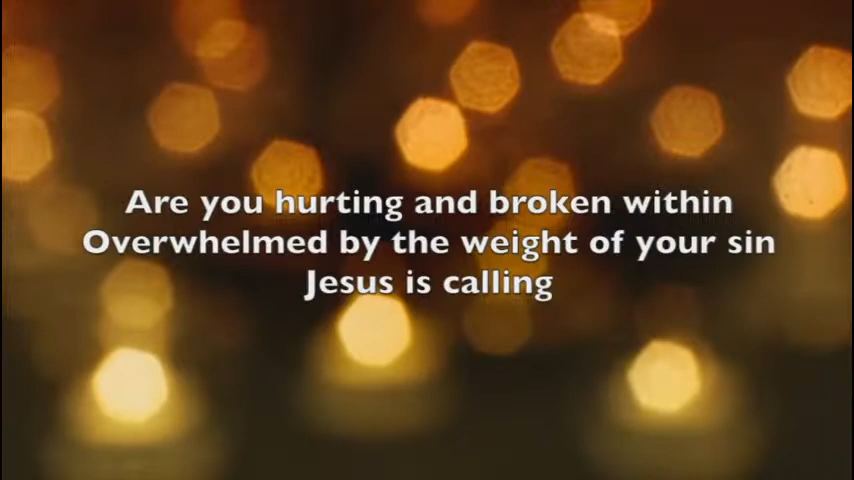 Are you hurting and broken within
Overwhelmed by the weight of your sin
Jesus is calling